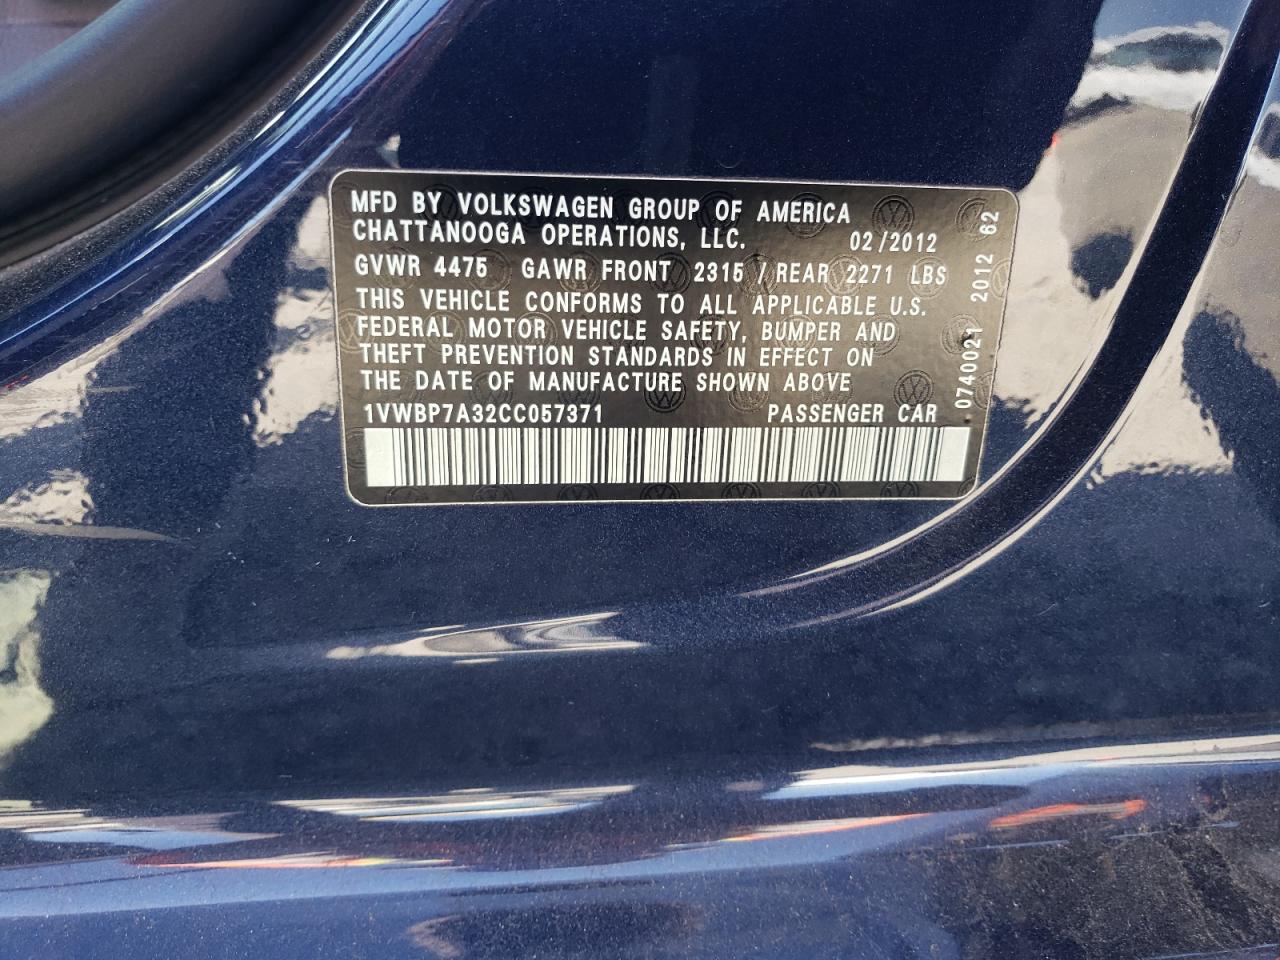 MFD BY VOLKSWAGEN GROUP OF AMERICA
CHATTANOOGA OPERATIONS, LLC. 02/2012
GVWR 4475 GAWR FRONT 2315 / REAR 2271 LBS
THIS VEHICLE CONFORMS TO ALL APPLICABLE U.S.
FEDERAL MOTOR VEHICLE SAFETY, BUMPER AND
THEFT PREVENTION STANDARDS IN EFFECT ON
THE DATE OF MANUFACTURE SHOWN ABOVE
1VWBP7A32CC057371 PASSENGER CAR
0740021 2012 62